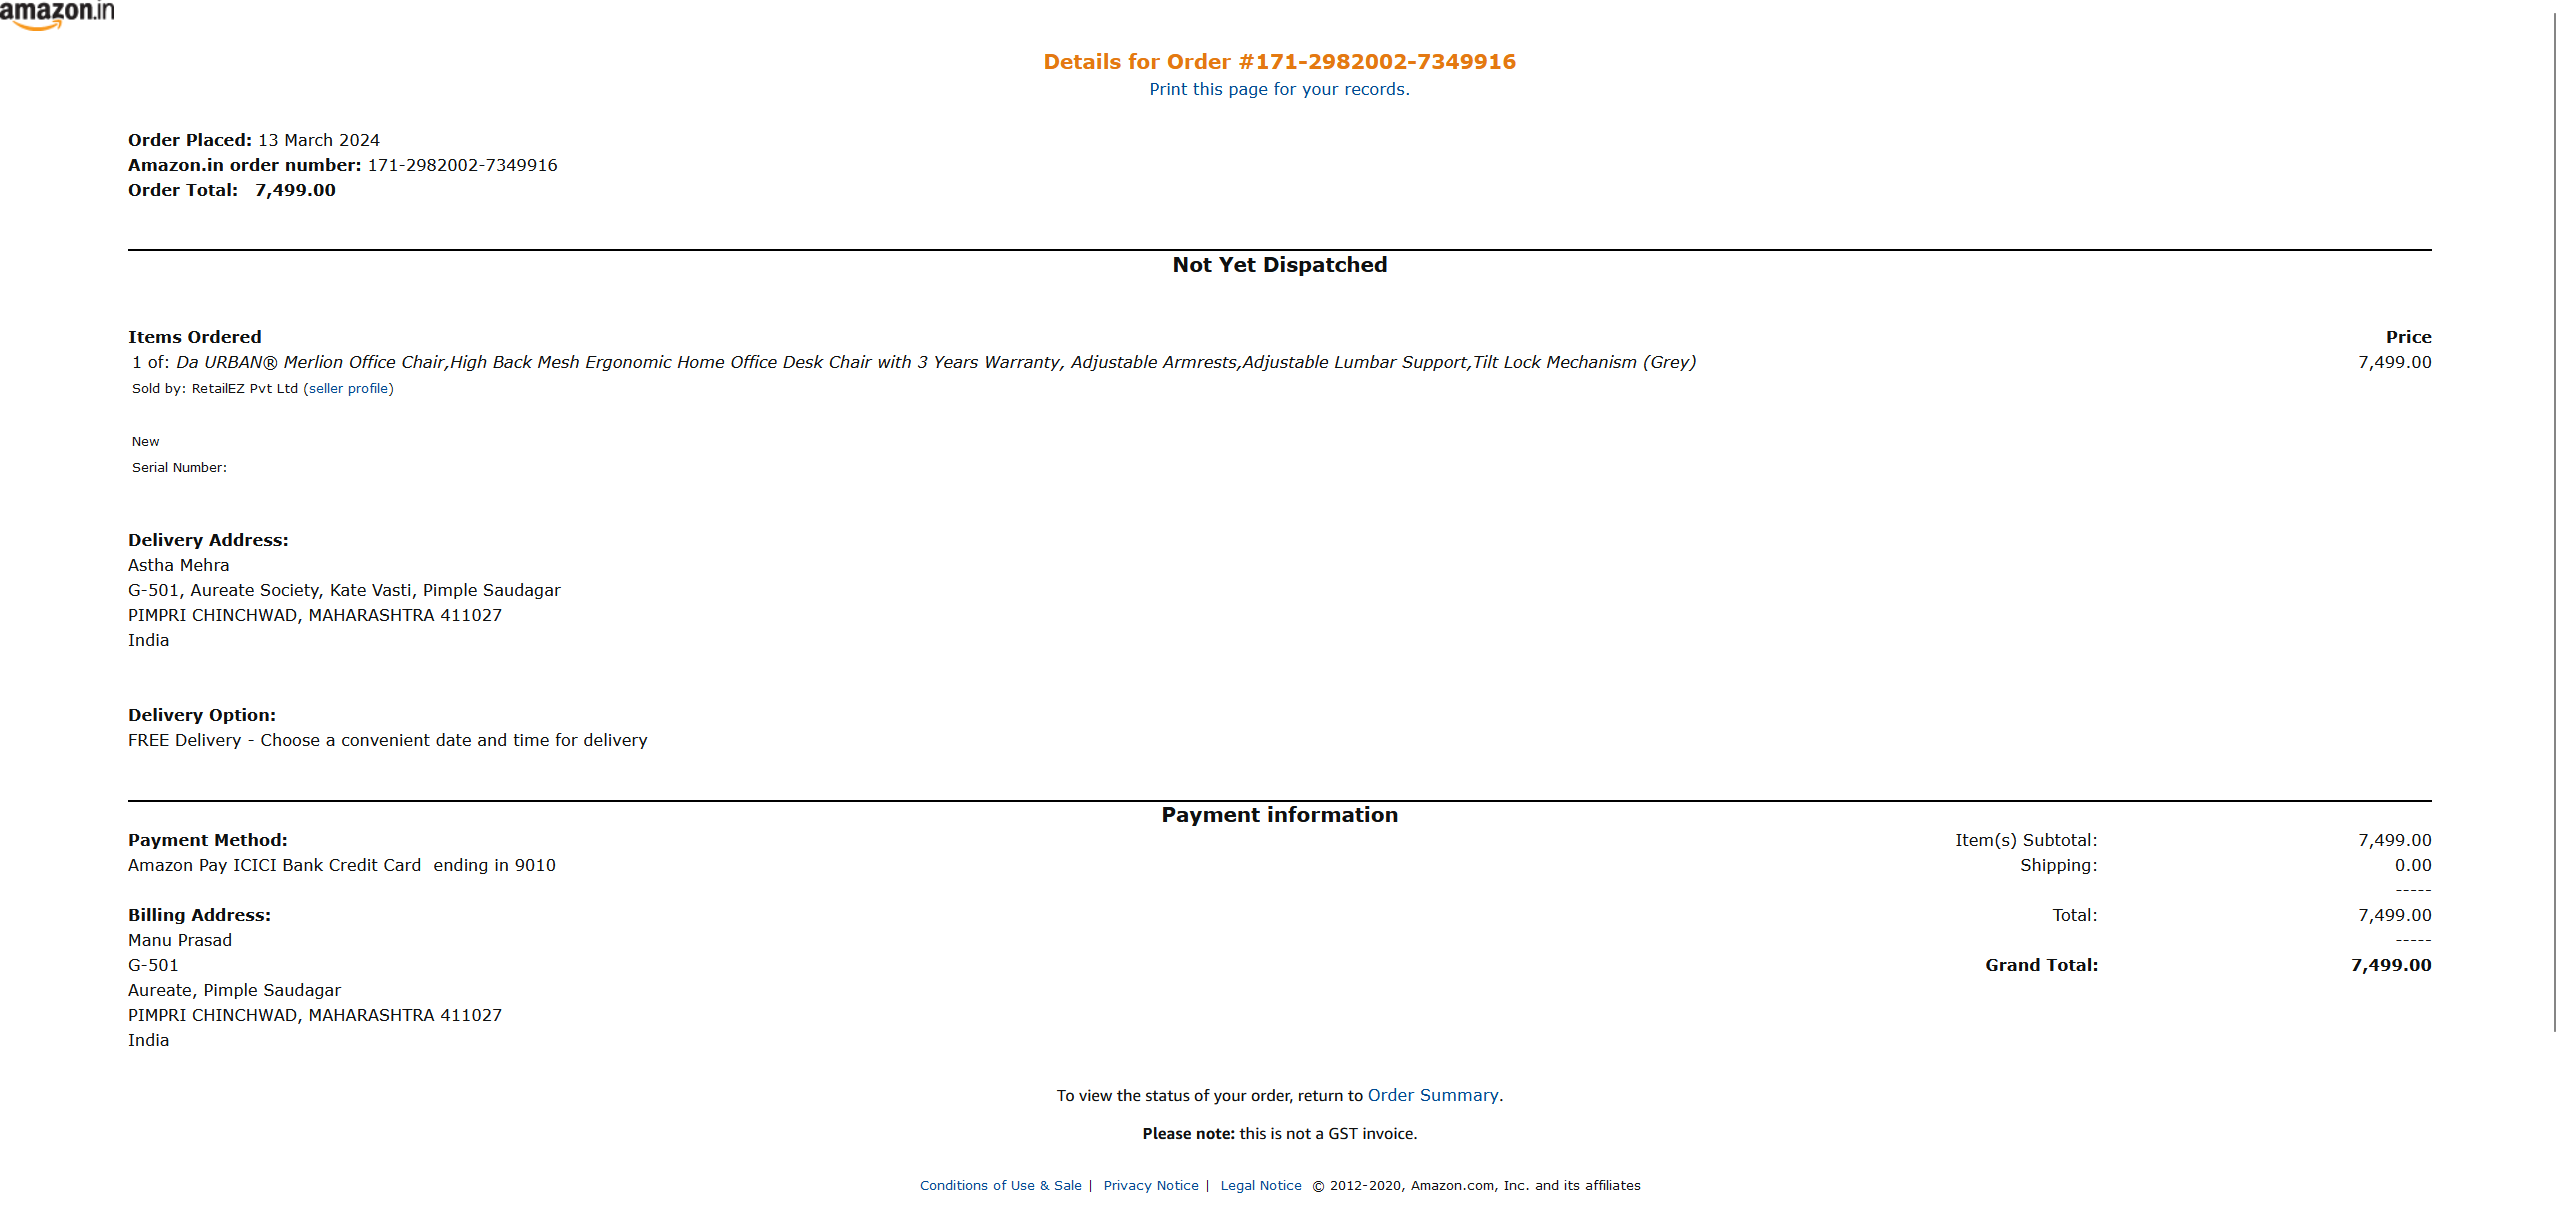 amazon.in
Details for Order #171-2982002-7349916
Print this page for your records.
Order Placed: 13 March 2024
Amazon.in order number: 171-2982002-7349916
Order Total: 7,499.00
Not Yet Dispatched
Items Ordered Price
1 of: Da URBAN® Merlion Office Chair,High Back Mesh Ergonomic Home Office Desk Chair with 3 Years Warranty, Adjustable Armrests,Adjustable Lumbar Support,Tilt Lock Mechanism (Grey) 7,499.00
Sold by: RetailEZ Pvt Ltd (seller profile)
New
Serial Number:
Delivery Address:
Astha Mehra
G-501, Aureate Society, Kate Vasti, Pimple Saudagar
PIMPRI CHINCHWAD, MAHARASHTRA 411027
India
Delivery Option:
FREE Delivery - Choose a convenient date and time for delivery
Payment information
Payment Method:
Amazon Pay ICICI Bank Credit Card ending in 9010
Billing Address:
Manu Prasad
G-501
Aureate, Pimple Saudagar
PIMPRI CHINCHWAD, MAHARASHTRA 411027
India
Item(s) Subtotal: 7,499.00
Shipping: 0.00
-----
Total: 7,499.00
-----
Grand Total: 7,499.00
To view the status of your order, return to Order Summary.
Please note: this is not a GST invoice.
Conditions of Use & Sale | Privacy Notice | Legal Notice © 2012-2020, Amazon.com, Inc. and its affiliates